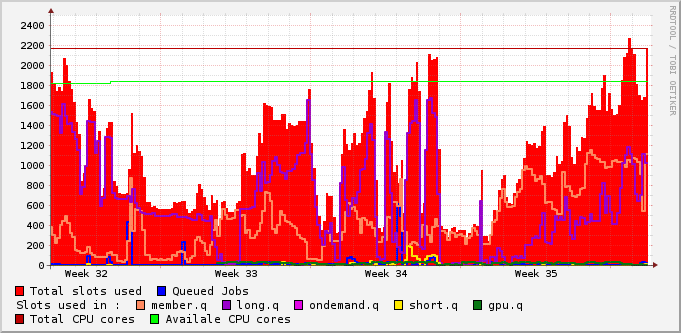 2400
2200
2000
1800
1600
1400
1200
1000
800
600
400
200
0
Week 32 Week 33 Week 34 Week 35
RRDTOOL / TOBI OETIKER
Total slots used Queued Jobs
Slots used in : member.q long.q ondemand.q short.q gpu.q
Total CPU cores Availale CPU cores